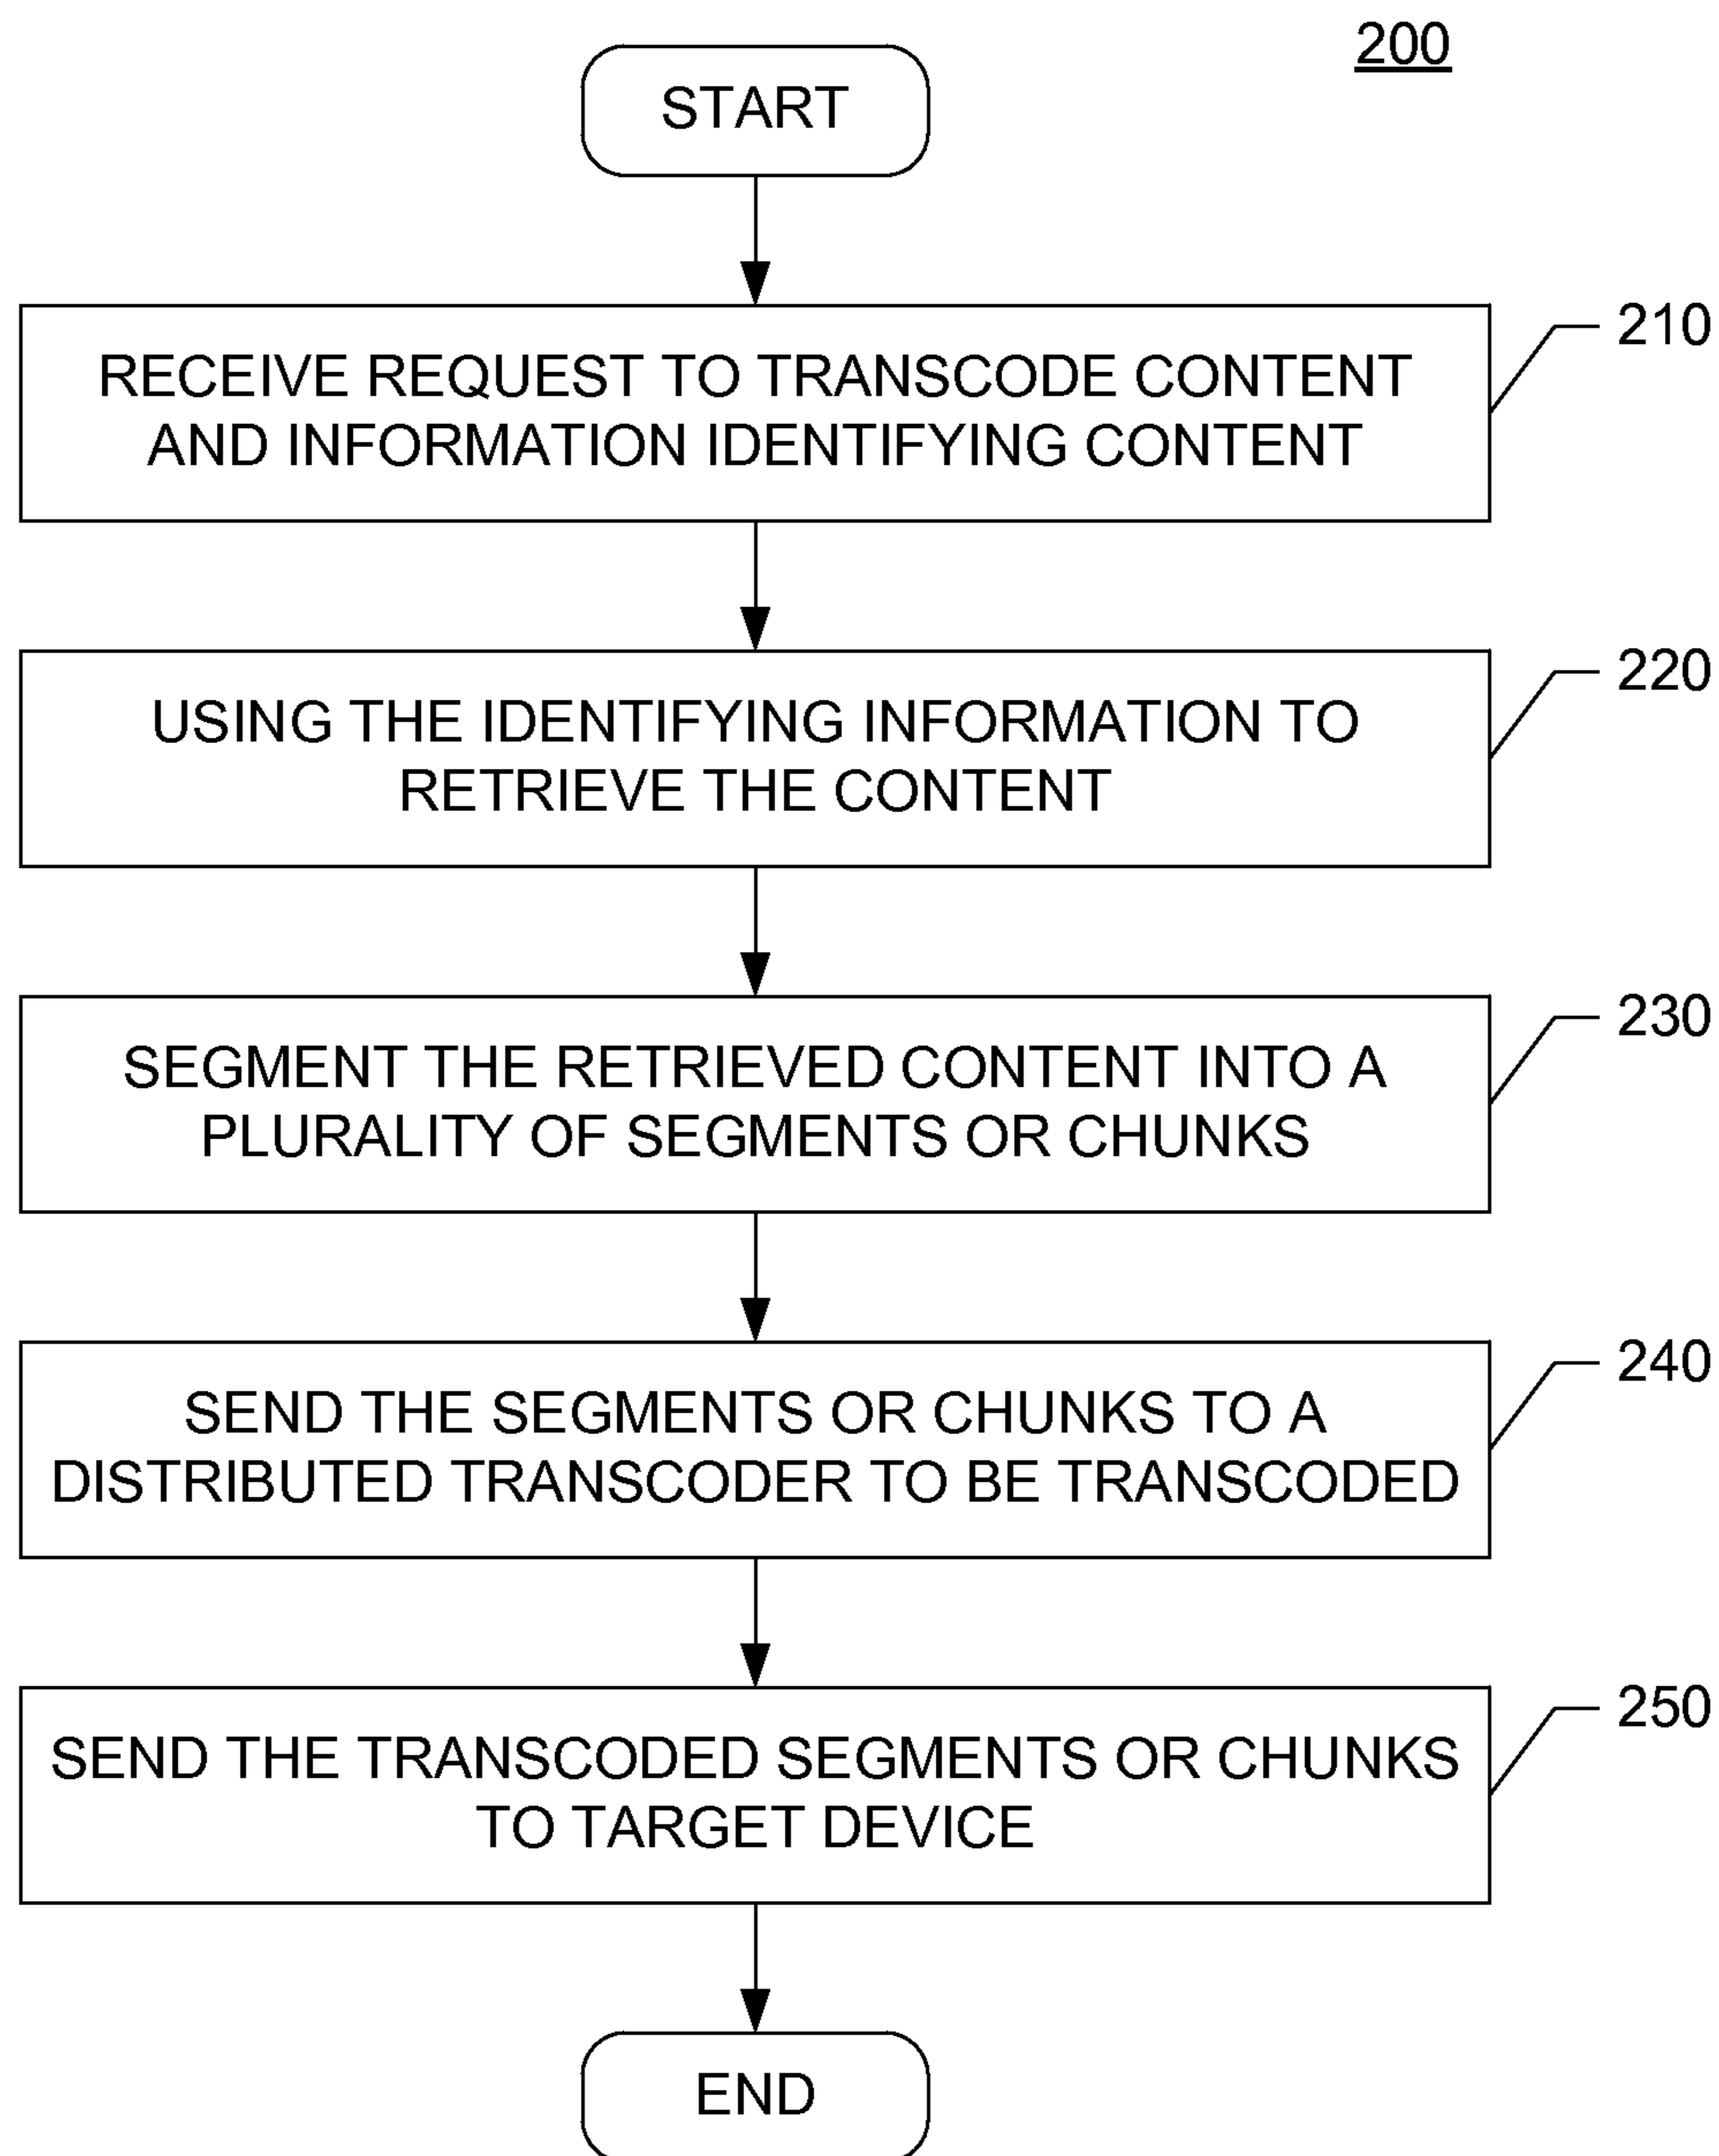 200
START
RECEIVE REQUEST TO TRANSCODE CONTENT
AND INFORMATION IDENTIFYING CONTENT
210
USING THE IDENTIFYING INFORMATION TO
RETRIEVE THE CONTENT
220
SEGMENT THE RETRIEVED CONTENT INTO A
PLURALITY OF SEGMENTS OR CHUNKS
230
SEND THE SEGMENTS OR CHUNKS TO A
DISTRIBUTED TRANSCODER TO BE TRANSCODED
240
SEND THE TRANSCODED SEGMENTS OR CHUNKS
TO TARGET DEVICE
250
END